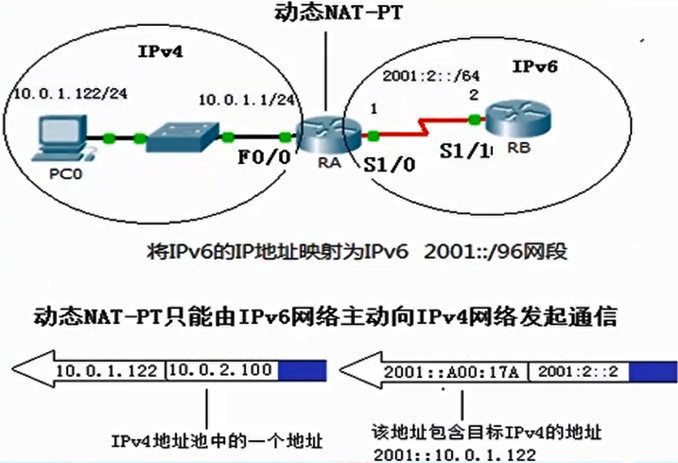 动态NAT-PT
IPv4
IPv6
2001:2::/64
10.0.1.122/24
10.0.1.1/24
1
2
PC0
F0/0
RA
S1/0
S1/1
RB
将IPv6的IP地址映射为IPv6 2001::/96网段
动态NAT-PT只能由IPv6网络主动向IPv4网络发起通信
10.0.1.122 10.0.2.100
2001::A00:17A 2001:2::2
IPv4地址池中的一个地址
该地址包含目标IPv4的地址
2001::10.0.1.122